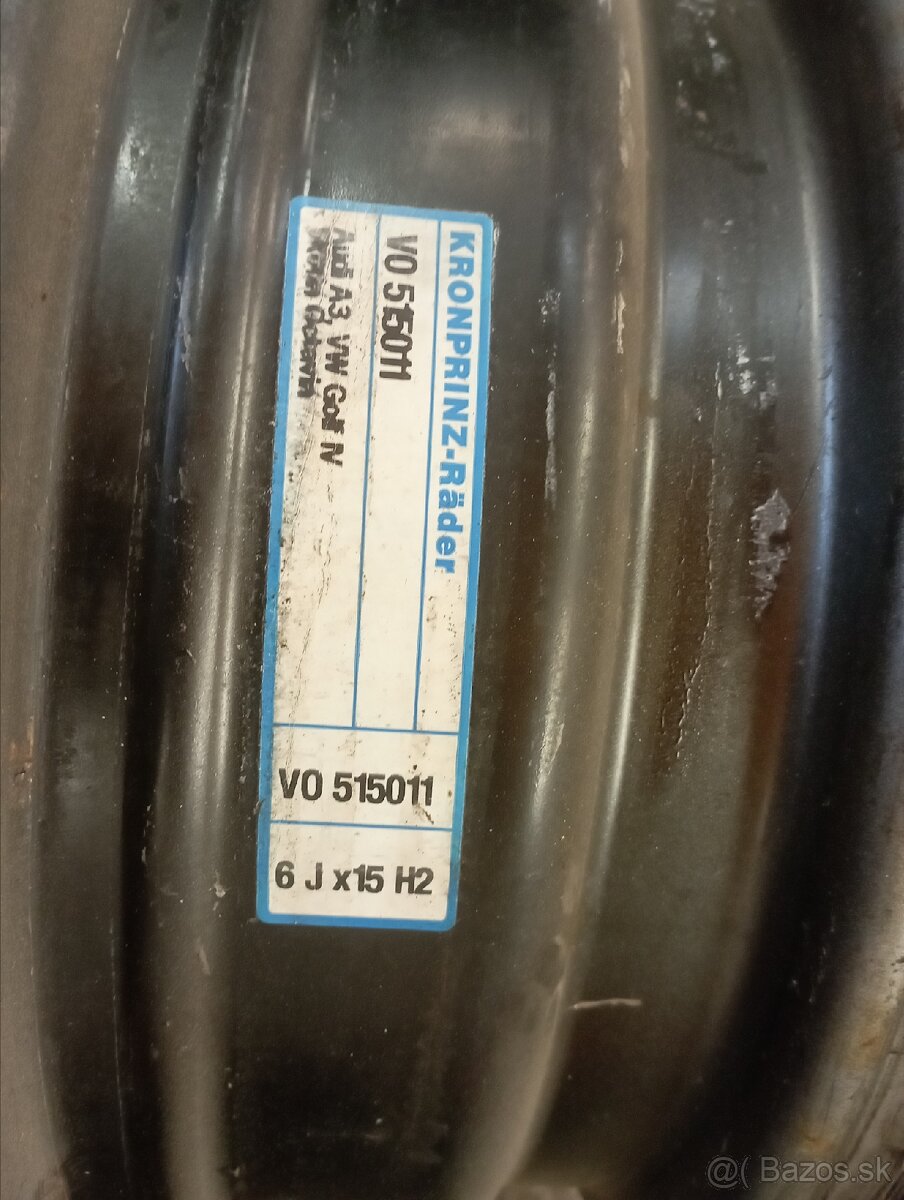 KRONPRINZ-Räder
VO 515011
Audi A3, VW Golf IV
Skoda Octavia
VO 515011
6 J x15 H2
@( Bazos.sk